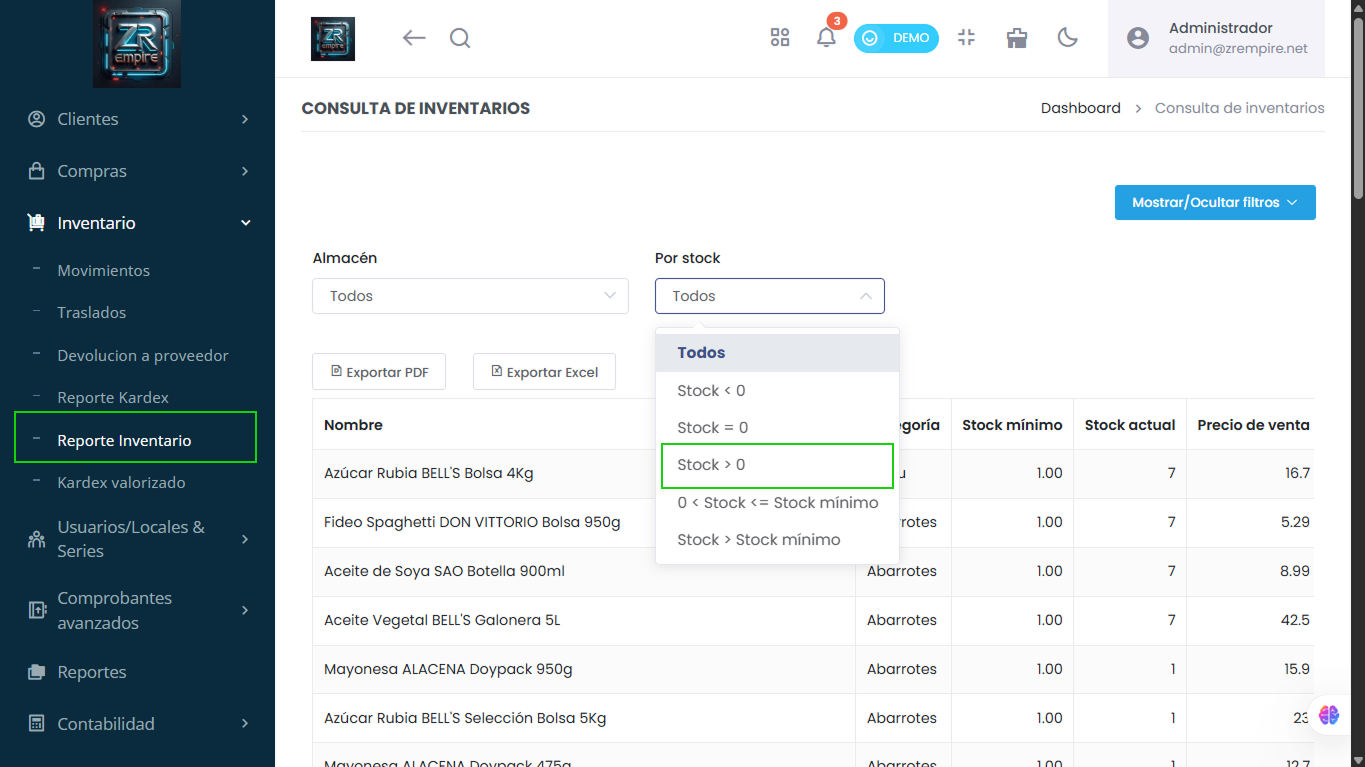 ZR
empire
Clientes
Compras
Inventario
Movimientos
Traslados
Devolucion a proveedor
Reporte Kardex
Reporte Inventario
Kardex valorizado
Usuarios/Locales &
Series
Comprobantes
avanzados
Reportes
Contabilidad
ZR
empire
3
DEMO
Administrador
admin@zrempire.net
CONSULTA DE INVENTARIOS
Dashboard > Consulta de inventarios
Mostrar/Ocultar filtros
Almacén
Todos
Por stock
Todos
Todos
Stock < 0
Stock = 0
Stock > 0
0 < Stock <= Stock mínimo
Stock > Stock mínimo
Exportar PDF
Exportar Excel
Nombre Stock mínimo Stock actual Precio de venta
Azúcar Rubia BELL'S Bolsa 4Kg 1.00 7 16.7
Fideo Spaghetti DON VITTORIO Bolsa 950g 1.00 7 5.29
Aceite de Soya SAO Botella 900ml Abarrotes 1.00 7 8.99
Aceite Vegetal BELL'S Galonera 5L Abarrotes 1.00 7 42.5
Mayonesa ALACENA Doypack 950g Abarrotes 1.00 1 15.9
Azúcar Rubia BELL'S Selección Bolsa 5Kg Abarrotes 1.00 1 23
Mayonesa ALACENA Doypack 475g Abarrotes 1.00 1 12.7